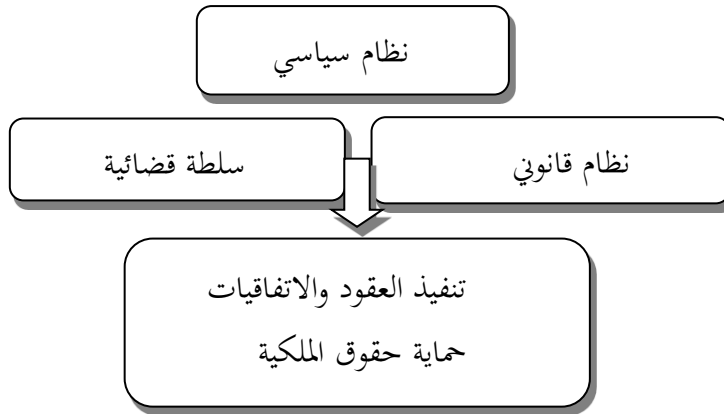 نظام سياسي
نظام قانوني
سلطة قضائية
تنفيذ العقود والاتفاقيات
حماية حقوق الملكية